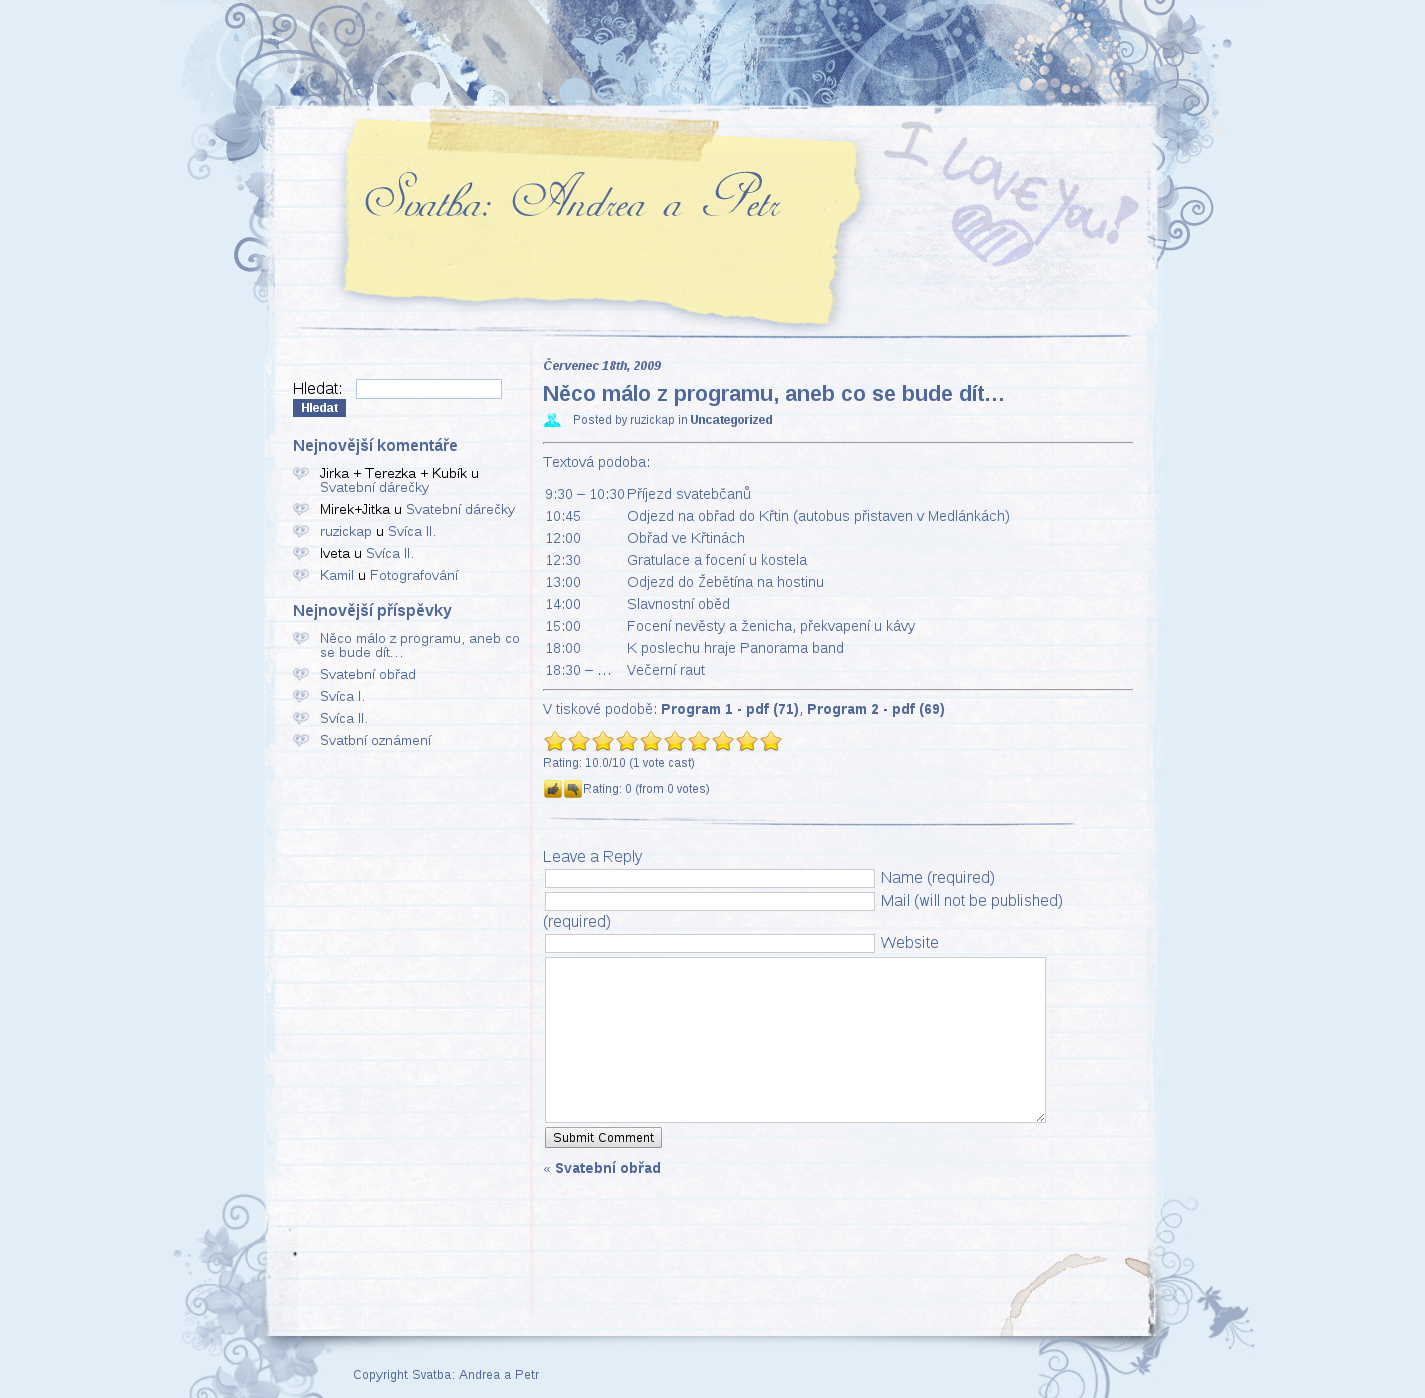 Svatba: Andrea a Petr
I LOVE You!
Hledat:
Hledat
Nejnovější komentáře
Jirka + Terezka + Kubík u
Svatební dárečky
Mirek+Jitka u Svatební dárečky
ruzickap u Svíca II.
Iveta u Svíca II.
Kamil u Fotografování
Nejnovější příspěvky
Něco málo z programu, aneb co
se bude dít…
Svatební obřad
Svíca I.
Svíca II.
Svatbní oznámení
Červenec 18th, 2009
Něco málo z programu, aneb co se bude dít…
Posted by ruzickap in Uncategorized
Textová podoba:
9:30 – 10:30 Příjezd svatebčanů
10:45 Odjezd na obřad do Křtin (autobus přistaven v Medlánkách)
12:00 Obřad ve Křtinách
12:30 Gratulace a focení u kostela
13:00 Odjezd do Žebětína na hostinu
14:00 Slavnostní oběd
15:00 Focení nevěsty a ženicha, překvapení u kávy
18:00 K poslechu hraje Panorama band
18:30 – … Večerní raut
V tiskové podobě: Program 1 - pdf (71), Program 2 - pdf (69)
Rating: 10.0/10 (1 vote cast)
Rating: 0 (from 0 votes)
Leave a Reply
Name (required)
Mail (will not be published)
(required)
Website
Submit Comment
« Svatební obřad
Copyright Svatba: Andrea a Petr